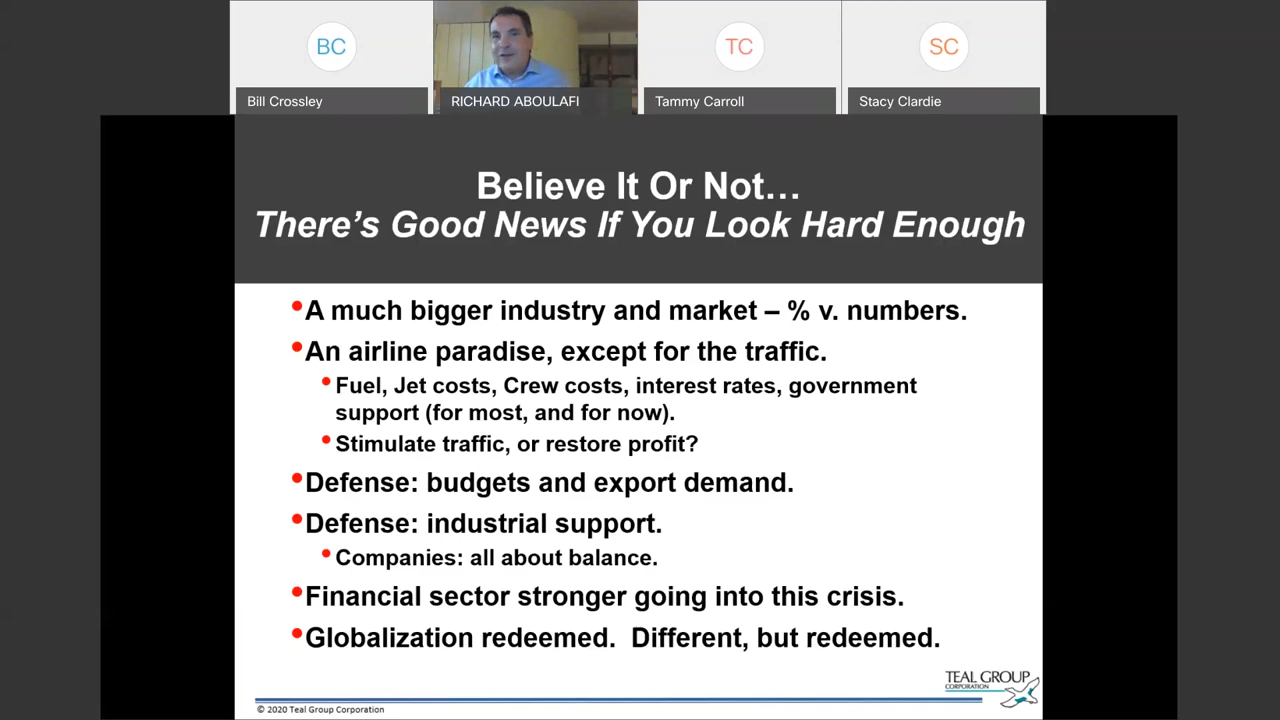 BC
TC
SC
Bill Crossley
RICHARD ABOULAFI
Tammy Carroll
Stacy Clardie
Believe It Or Not…
There's Good News If You Look Hard Enough
•A much bigger industry and market – % v. numbers.
•An airline paradise, except for the traffic.
•Fuel, Jet costs, Crew costs, interest rates, government
support (for most, and for now).
•Stimulate traffic, or restore profit?
•Defense: budgets and export demand.
•Defense: industrial support.
•Companies: all about balance.
•Financial sector stronger going into this crisis.
•Globalization redeemed.  Different, but redeemed.
TEAL GROUP
CORPORATION
© 2020 Teal Group Corporation